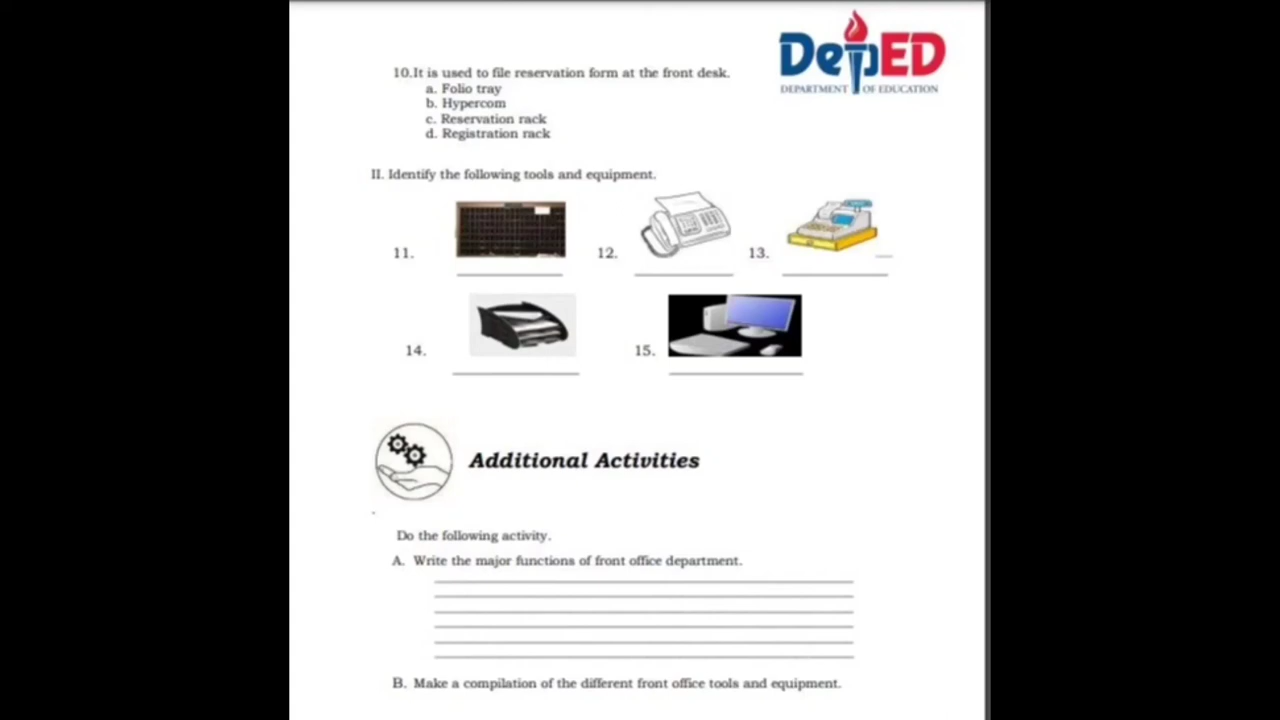 DepED
DEPARTMENT OF EDUCATION
10.It is used to file reservation form at the front desk.
a. Folio tray
b. Hypercom
c. Reservation rack
d. Registration rack
II. Identify the following tools and equipment.
11. 12. 13.
14. 15.
Additional Activities
Do the following activity.
A. Write the major functions of front office department.
B. Make a compilation of the different front office tools and equipment.